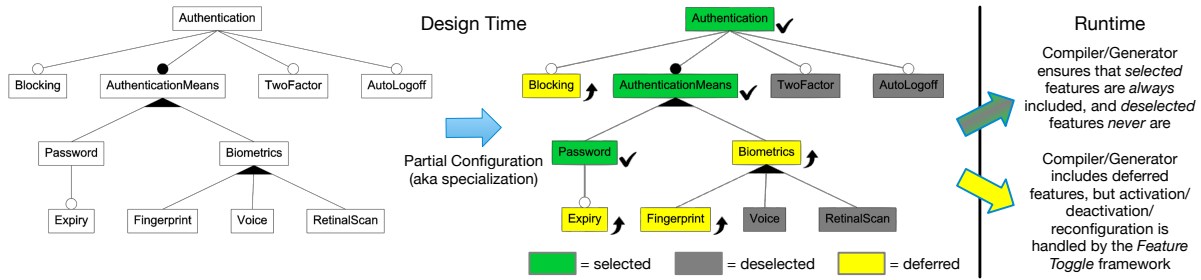 Authentication
Blocking
AuthenticationMeans
TwoFactor
AutoLogoff
Password
Biometrics
Expiry
Fingerprint
Voice
RetinalScan
Design Time
Partial Configuration
(aka specialization)
Authentication
Blocking
AuthenticationMeans
TwoFactor
AutoLogoff
Password
Biometrics
Expiry
Fingerprint
Voice
RetinalScan
= selected
= deselected
= deferred
Runtime
Compiler/Generator
ensures that selected
features are always
included, and deselected
features never are
Compiler/Generator
includes deferred
features, but activation/
deactivation/
reconfiguration is
handled by the Feature
Toggle framework